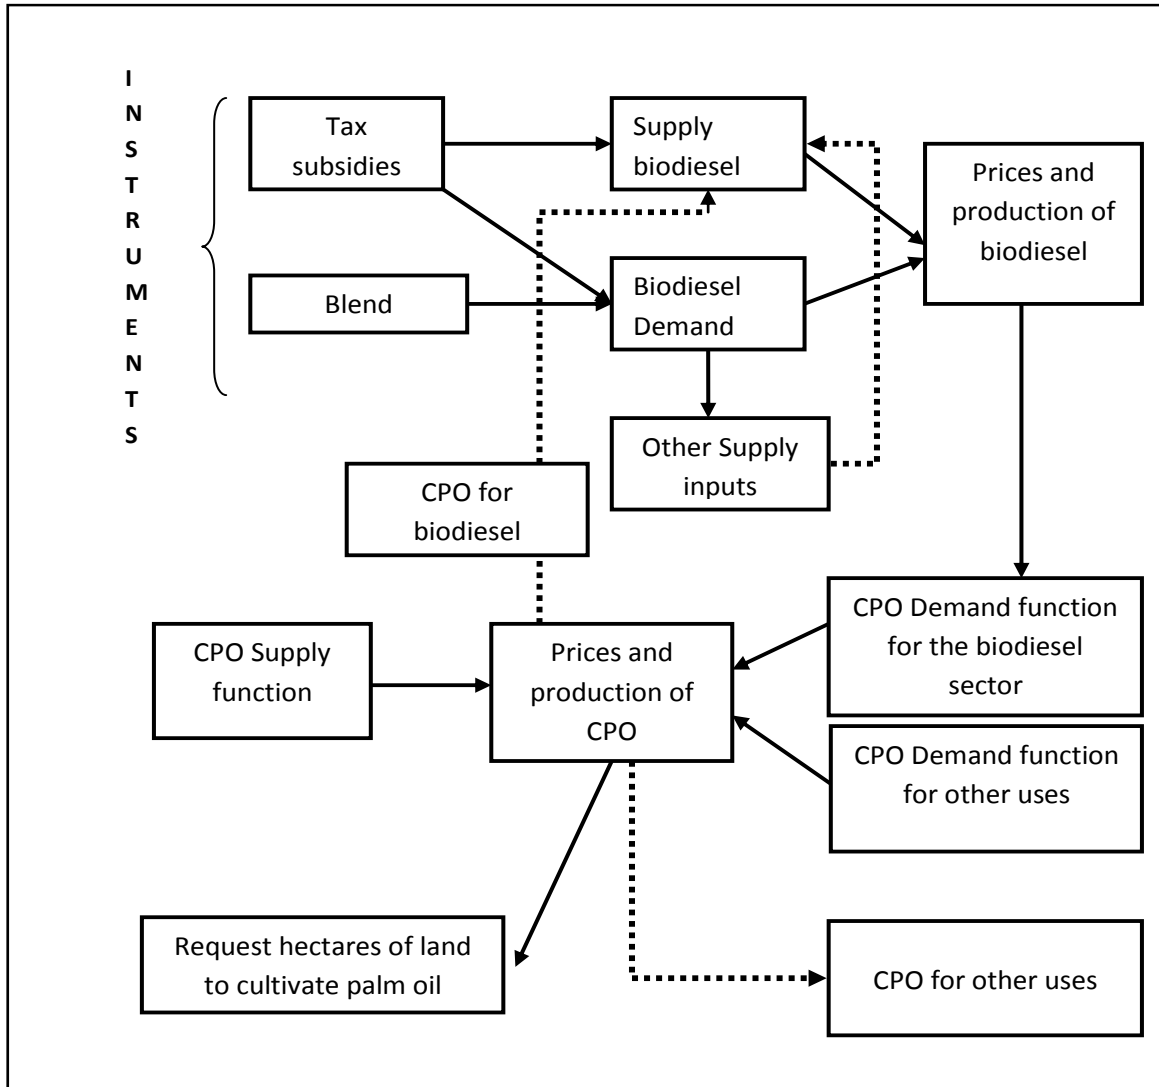 I
N
S
T
R
U
M
E
N
T
S
Tax
subsidies
Supply
biodiesel
Prices and
production of
biodiesel
Blend
Biodiesel
Demand
Other Supply
inputs
CPO for
biodiesel
CPO Supply
function
Prices and
production of
CPO
CPO Demand function
for the biodiesel
sector
CPO Demand function
for other uses
Request hectares of land
to cultivate palm oil
CPO for other uses